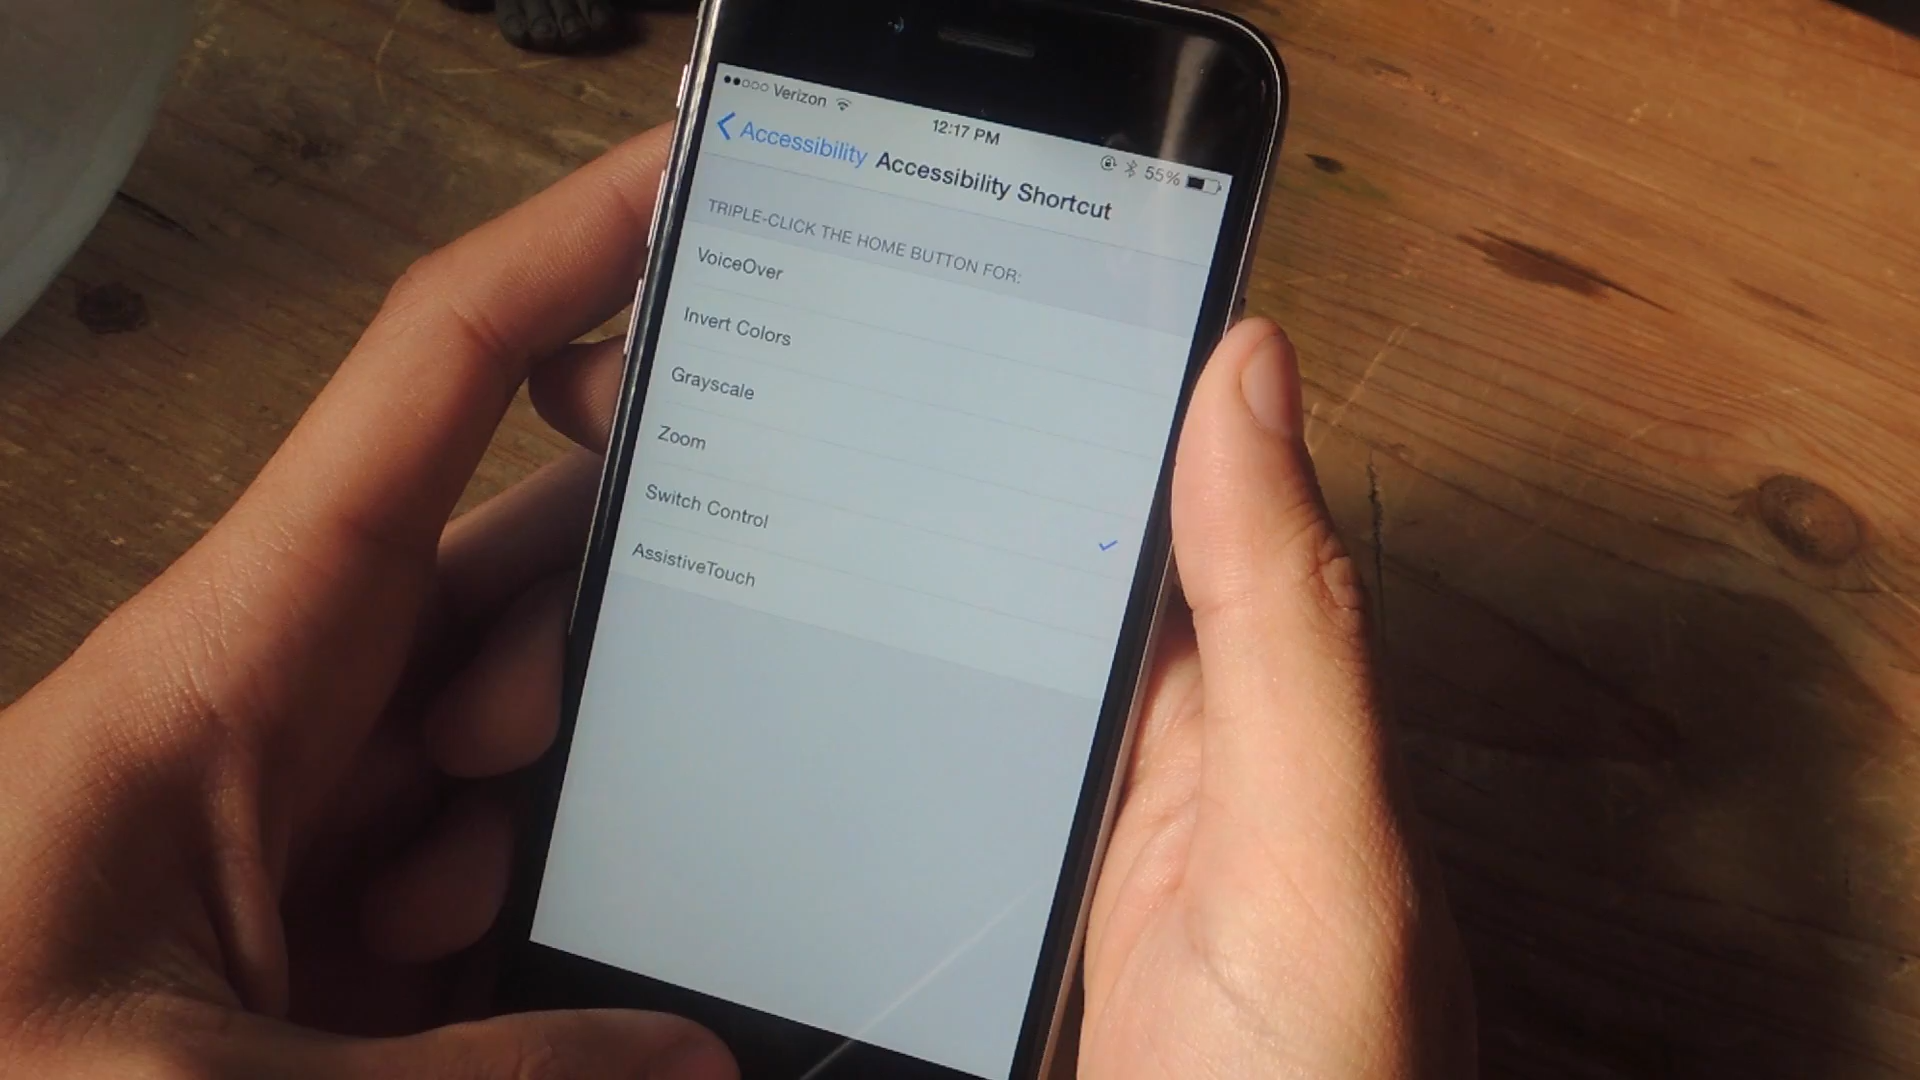 Verizon
12:17 PM
55%
Accessibility
Accessibility Shortcut
TRIPLE-CLICK THE HOME BUTTON FOR:
VoiceOver
Invert Colors
Grayscale
Zoom
Switch Control
AssistiveTouch